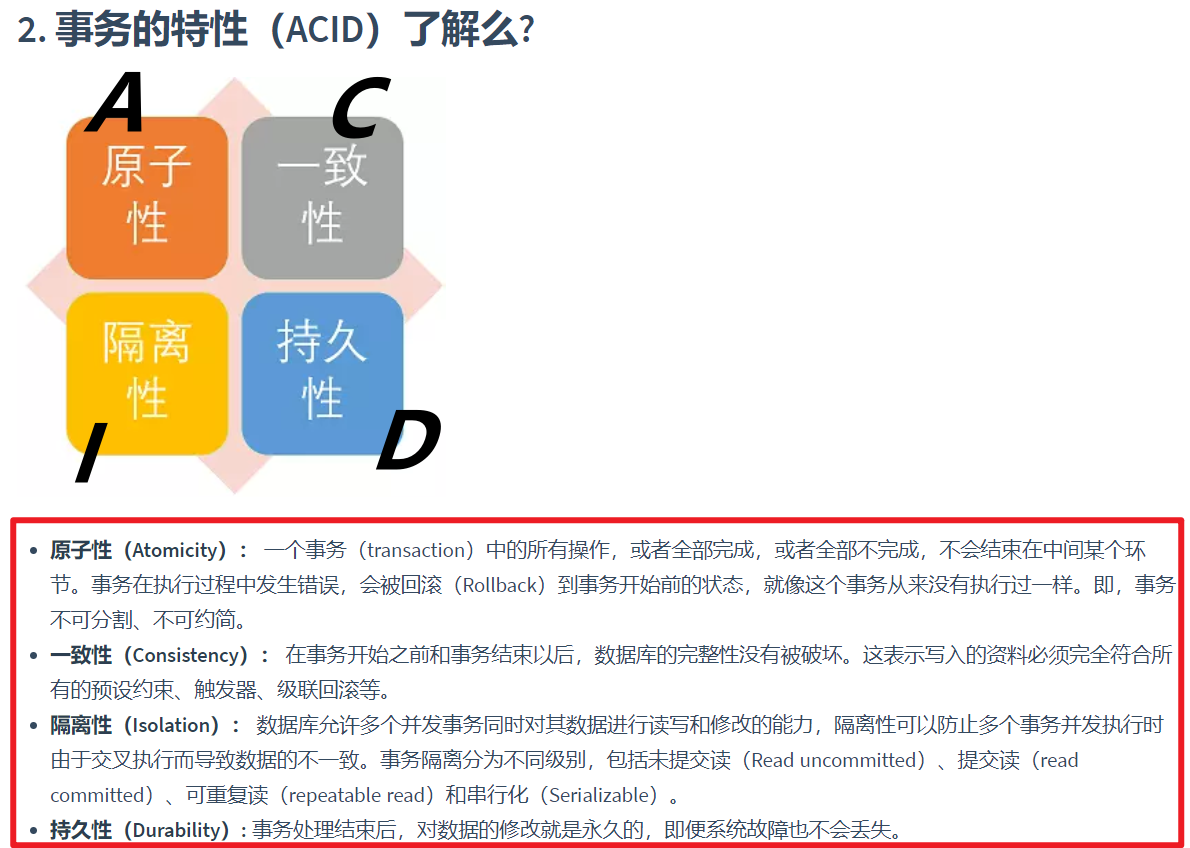 2. 事务的特性（ACID）了解么?
A
C
原子
性
一致
性
隔离
性
持久
性
I
D
• 原子性（Atomicity）： 一个事务（transaction）中的所有操作，或者全部完成，或者全部不完成，不会结束在中间某个环
节。事务在执行过程中发生错误，会被回滚（Rollback）到事务开始前的状态，就像这个事务从来没有执行过一样。即，事务
不可分割、不可约简。
• 一致性（Consistency）： 在事务开始之前和事务结束以后，数据库的完整性没有被破坏。这表示写入的资料必须完全符合所
有的预设约束、触发器、级联回滚等。
• 隔离性（Isolation）： 数据库允许多个并发事务同时对其数据进行读写和修改的能力，隔离性可以防止多个事务并发执行时
由于交叉执行而导致数据的不一致。事务隔离分为不同级别，包括未提交读（Read uncommitted）、提交读（read
committed）、可重复读（repeatable read）和串行化（Serializable）。
• 持久性（Durability）: 事务处理结束后，对数据的修改就是永久的，即便系统故障也不会丢失。